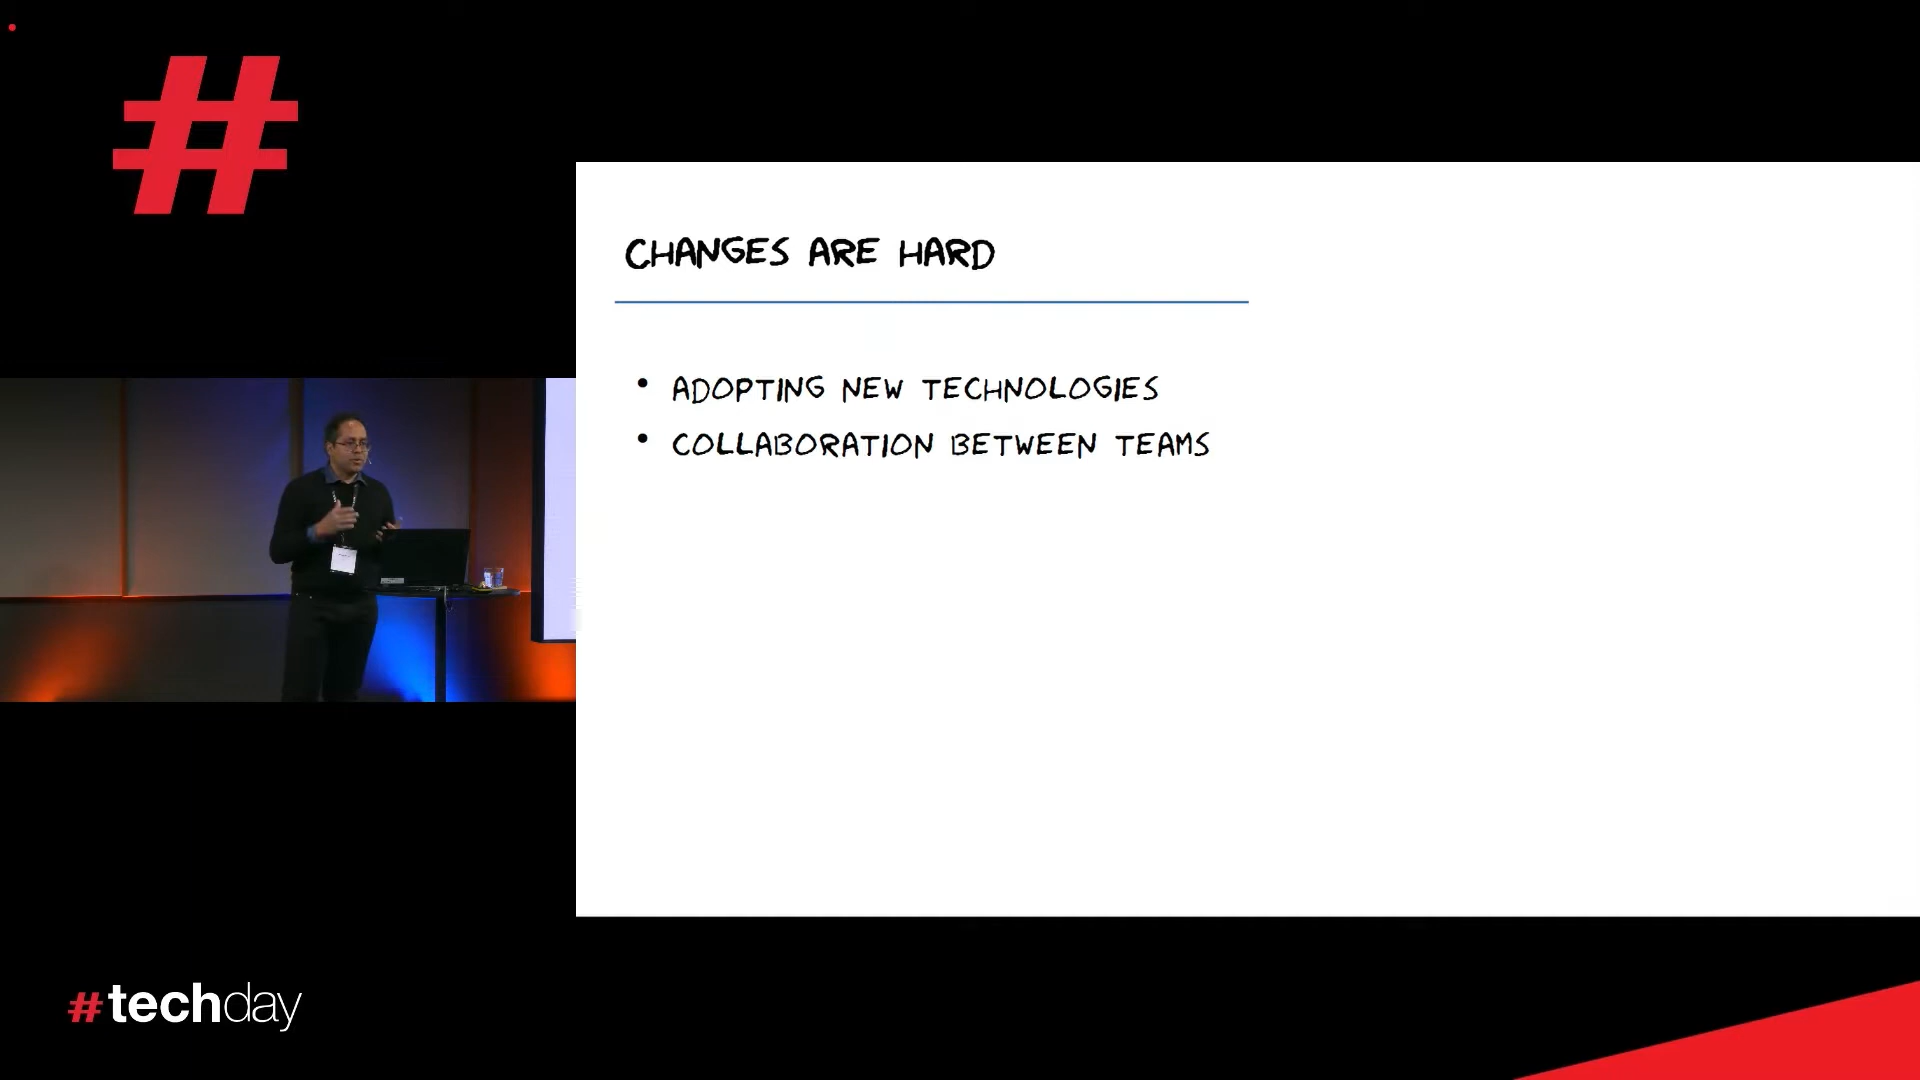 #
CHANGES ARE HARD
• ADOPTING NEW TECHNOLOGIES
• COLLABORATION BETWEEN TEAMS
#techday